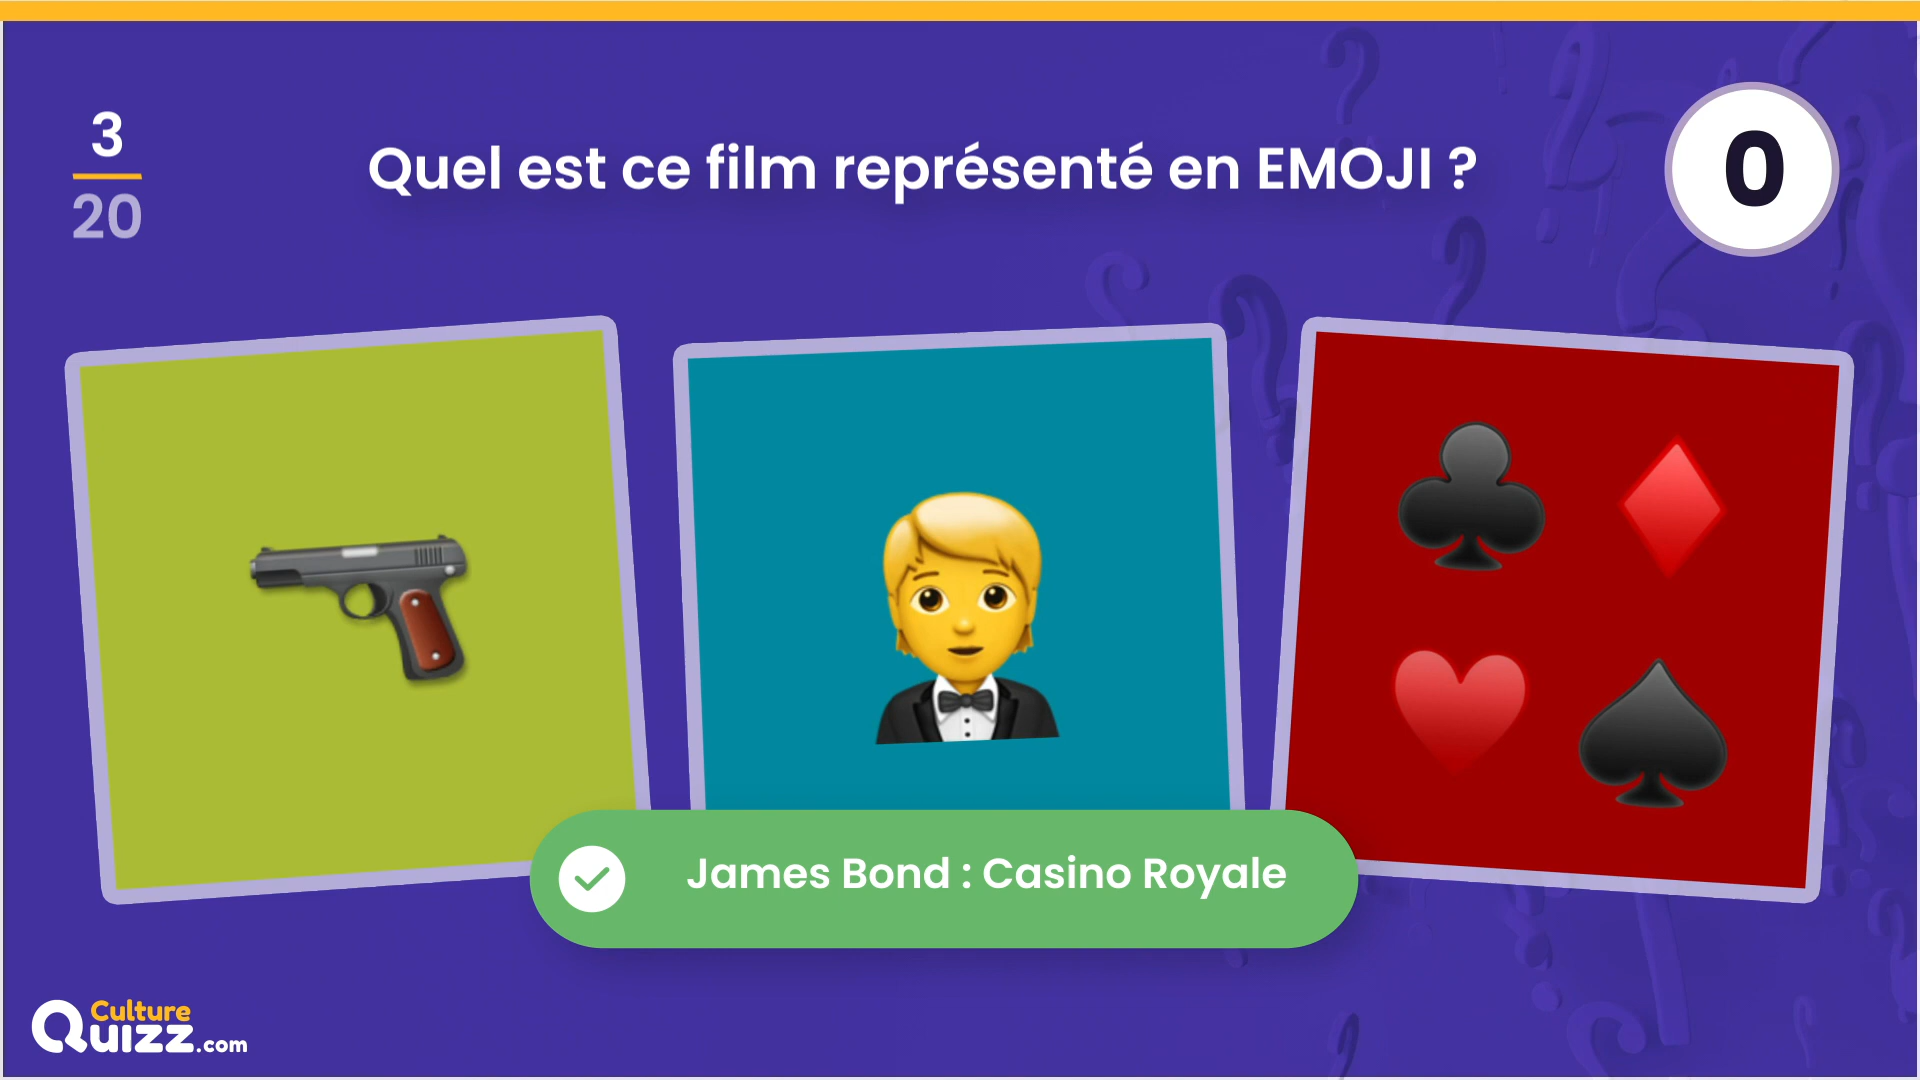 3
20
Quel est ce film représenté en EMOJI ?
0
James Bond : Casino Royale
Culture
Quizz.com